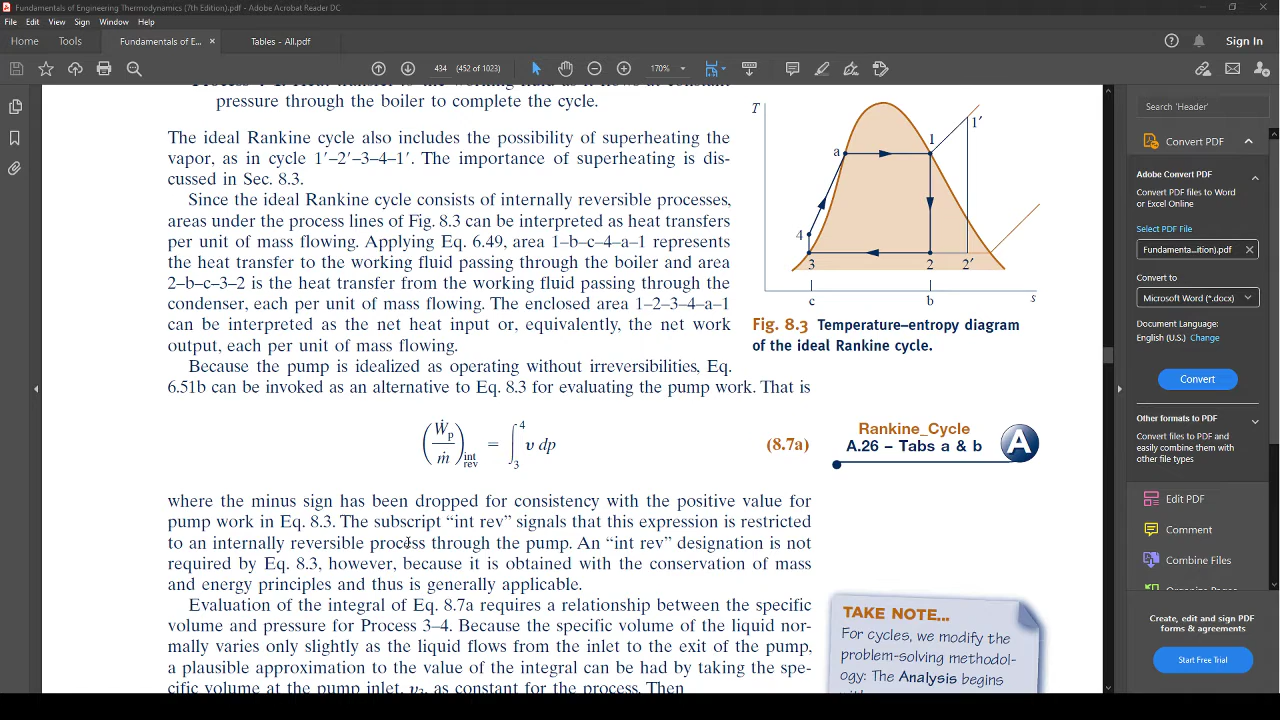 Fundamentals of Engineering Thermodynamics (7th Edition).pdf - Adobe Acrobat Reader DC
File Edit View Sign Window Help
Home Tools Fundamentals of E... × Tables - All.pdf Sign In
434 (452 of 1023) 170%
pressure through the boiler to complete the cycle.
The ideal Rankine cycle also includes the possibility of superheating the
vapor, as in cycle 1′–2′–3–4–1′. The importance of superheating is dis-
cussed in Sec. 8.3.
Since the ideal Rankine cycle consists of internally reversible processes,
areas under the process lines of Fig. 8.3 can be interpreted as heat transfers
per unit of mass flowing. Applying Eq. 6.49, area 1–b–c–4–a–1 represents
the heat transfer to the working fluid passing through the boiler and area
2–b–c–3–2 is the heat transfer from the working fluid passing through the
condenser, each per unit of mass flowing. The enclosed area 1–2–3–4–a–1
can be interpreted as the net heat input or, equivalently, the net work
output, each per unit of mass flowing.
Because the pump is idealized as operating without irreversibilities, Eq.
6.51b can be invoked as an alternative to Eq. 8.3 for evaluating the pump work. That is
(Ẇp/ṁ)int rev = ∫₃⁴ v dp (8.7a)
where the minus sign has been dropped for consistency with the positive value for
pump work in Eq. 8.3. The subscript “int rev” signals that this expression is restricted
to an internally reversible process through the pump. An “int rev” designation is not
required by Eq. 8.3, however, because it is obtained with the conservation of mass
and energy principles and thus is generally applicable.
Evaluation of the integral of Eq. 8.7a requires a relationship between the specific
volume and pressure for Process 3–4. Because the specific volume of the liquid nor-
mally varies only slightly as the liquid flows from the inlet to the exit of the pump,
a plausible approximation to the value of the integral can be had by taking the spe-
cific volume at the pump inlet, v₃, as constant for the process. Then
T
1′
1
a
4
3
2
2′
c
b
s
Fig. 8.3 Temperature–entropy diagram
of the ideal Rankine cycle.
Rankine_Cycle
A.26 – Tabs a & b
A
TAKE NOTE...
For cycles, we modify the
problem-solving methodol-
ogy: The Analysis begins
Search 'Header'
Convert PDF
Adobe Convert PDF
Convert PDF files to Word
or Excel Online
Select PDF File
Fundamenta...ition).pdf ×
Convert to
Microsoft Word (*.docx)
Document Language:
English (U.S.) Change
Convert
Other formats to PDF
Convert files to PDF and
easily combine them with
other file types
Edit PDF
Comment
Combine Files
Create, edit and sign PDF
forms & agreements
Start Free Trial